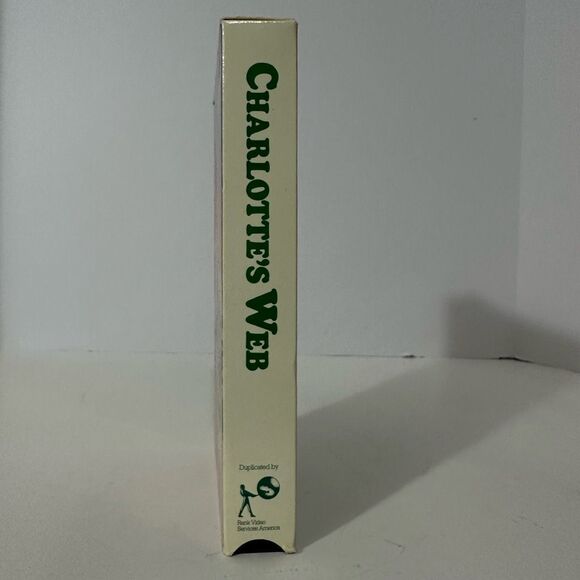 CHARLOTTE'S WEB
Duplicated by
Rank Video
Services America